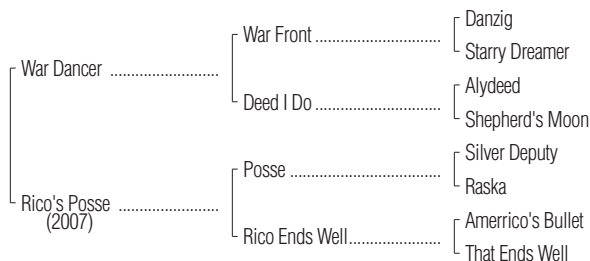 Danzig
War Front
Starry Dreamer
War Dancer
Alydeed
Deed I Do
Shepherd's Moon
Silver Deputy
Posse
Raska
Rico's Posse
(2007)
Amerrico's Bullet
Rico Ends Well
That Ends Well